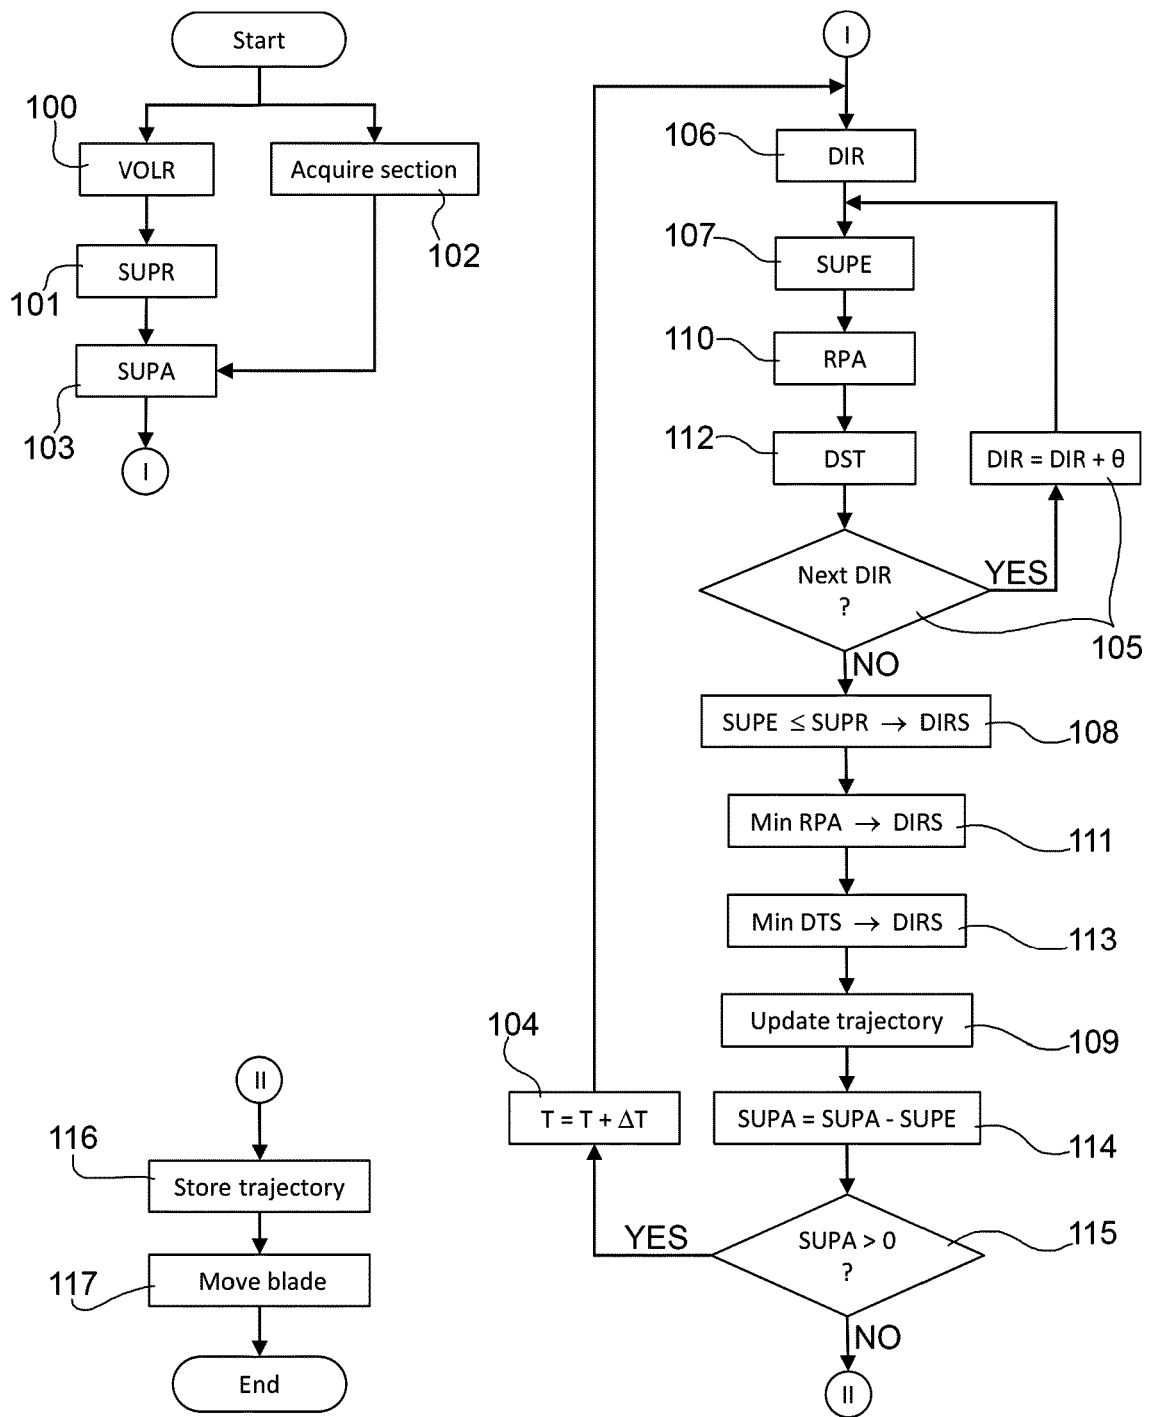 Start
100
VOLR
Acquire section
102
SUPR
101
SUPA
103
I
I
106
DIR
107
SUPE
110
RPA
112
DST
DIR = DIR + θ
Next DIR
?
YES
105
NO
SUPE ≤ SUPR → DIRS
108
Min RPA → DIRS
111
Min DTS → DIRS
113
Update trajectory
109
104
T = T + ΔT
SUPA = SUPA - SUPE
114
SUPA > 0
?
115
YES
NO
II
II
116
Store trajectory
117
Move blade
End